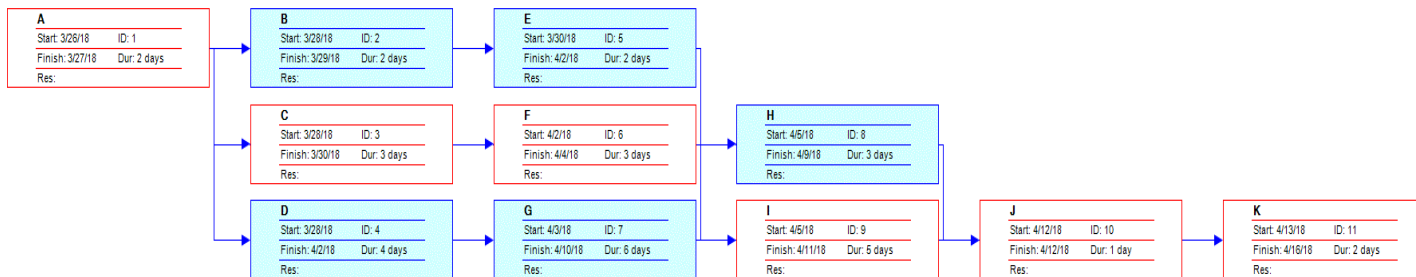 A
Start: 3/26/18 ID: 1
Finish: 3/27/18 Dur: 2 days
Res:
B
Start: 3/28/18 ID: 2
Finish: 3/29/18 Dur: 2 days
Res:
E
Start: 3/30/18 ID: 5
Finish: 4/2/18 Dur: 2 days
Res:
C
Start: 3/28/18 ID: 3
Finish: 3/30/18 Dur: 3 days
Res:
F
Start: 4/2/18 ID: 6
Finish: 4/4/18 Dur: 3 days
Res:
H
Start: 4/5/18 ID: 8
Finish: 4/9/18 Dur: 3 days
Res:
D
Start: 3/28/18 ID: 4
Finish: 4/2/18 Dur: 4 days
Res:
G
Start: 4/3/18 ID: 7
Finish: 4/10/18 Dur: 6 days
Res:
I
Start: 4/5/18 ID: 9
Finish: 4/11/18 Dur: 5 days
Res:
J
Start: 4/12/18 ID: 10
Finish: 4/12/18 Dur: 1 day
Res:
K
Start: 4/13/18 ID: 11
Finish: 4/16/18 Dur: 2 days
Res: